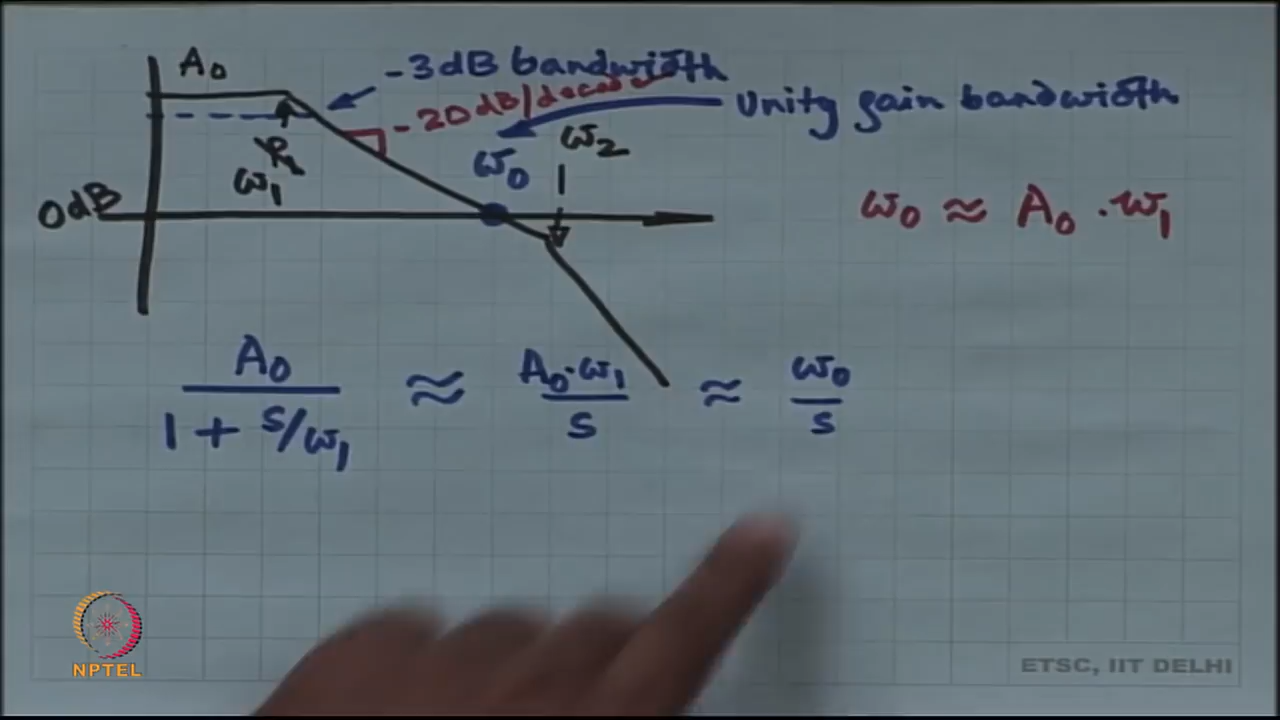 A₀
-3dB bandwidth
-20dB/decade
Unity gain bandwidth
ω₀
ω₂
ω₁
0dB
ω₀ ≈ A₀ · ω₁
A₀ / (1 + s/ω₁) ≈ A₀·ω₁ / s ≈ ω₀ / s
NPTEL
ETSC, IIT DELHI